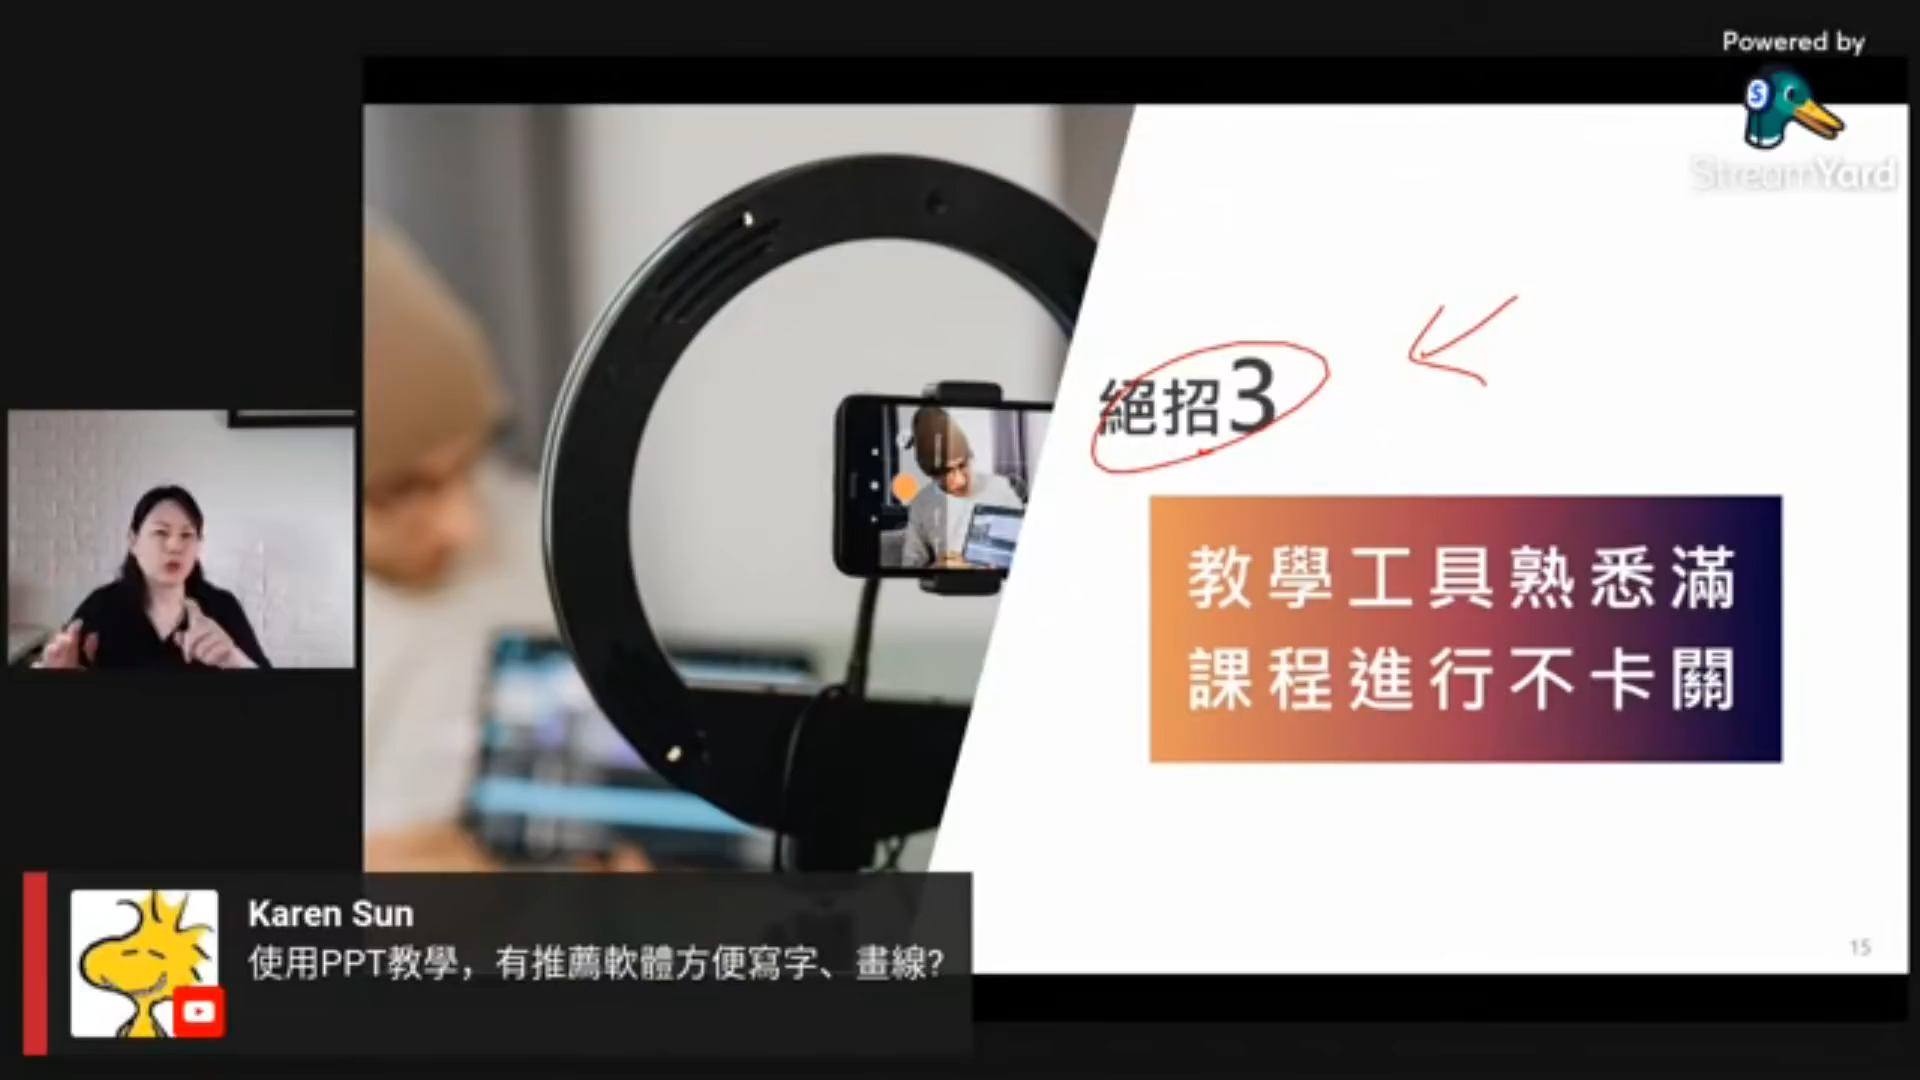 Powered by
StreamYard
絕招3
教學工具熟悉滿
課程進行不卡關
15
Karen Sun
使用PPT教學，有推薦軟體方便寫字、畫線?